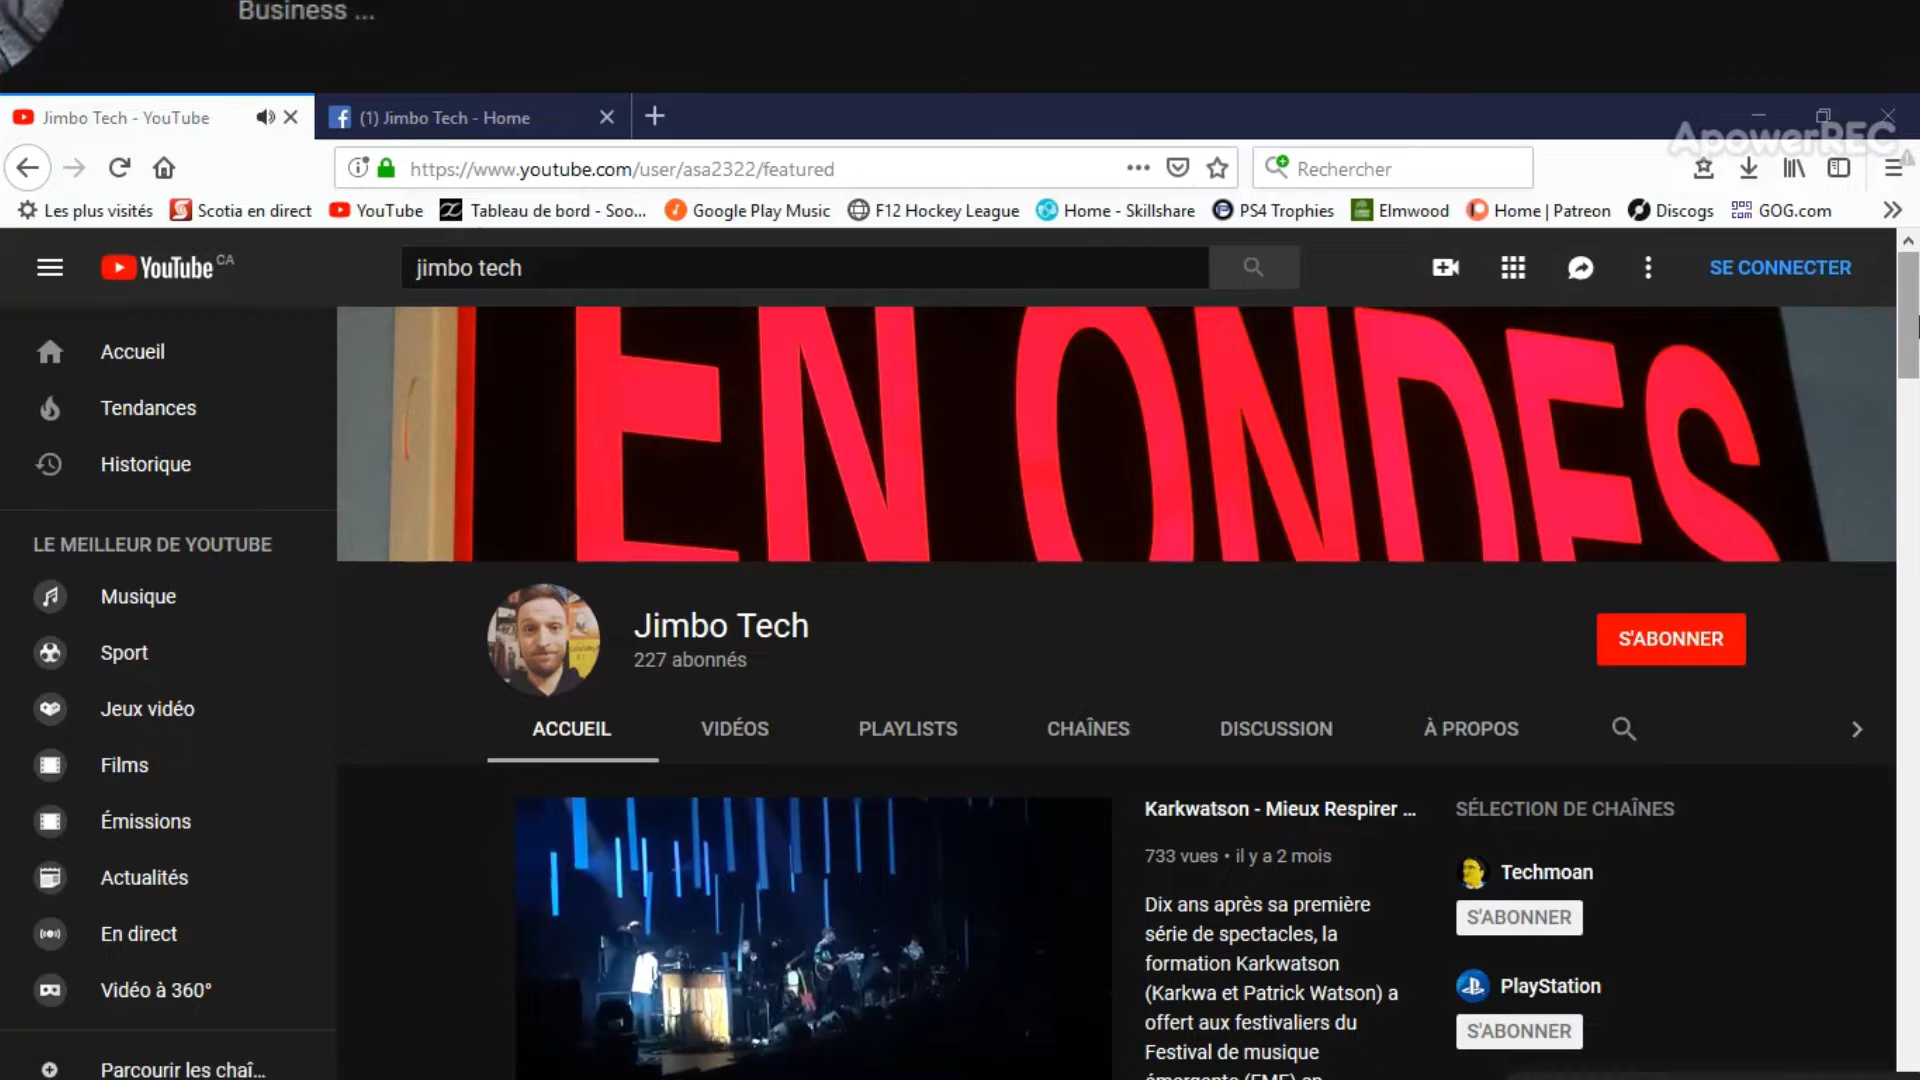 Business ...
Jimbo Tech - YouTube
(1) Jimbo Tech - Home
ApowerREC
https://www.youtube.com/user/asa2322/featured
Rechercher
Les plus visités
Scotia en direct
YouTube
Tableau de bord - Soo...
Google Play Music
F12 Hockey League
Home - Skillshare
PS4 Trophies
Elmwood
Home | Patreon
Discogs
GOG.com
YouTube CA
jimbo tech
SE CONNECTER
EN ONDES
Accueil
Tendances
Historique
LE MEILLEUR DE YOUTUBE
Musique
Sport
Jeux vidéo
Films
Émissions
Actualités
En direct
Vidéo à 360°
Parcourir les chaî...
Jimbo Tech
227 abonnés
S'ABONNER
ACCUEIL
VIDÉOS
PLAYLISTS
CHAÎNES
DISCUSSION
À PROPOS
Karkwatson - Mieux Respirer ...
733 vues • il y a 2 mois
Dix ans après sa première
série de spectacles, la
formation Karkwatson
(Karkwa et Patrick Watson) a
offert aux festivaliers du
Festival de musique
émergente (FME) en
SÉLECTION DE CHAÎNES
Techmoan
S'ABONNER
PlayStation
S'ABONNER